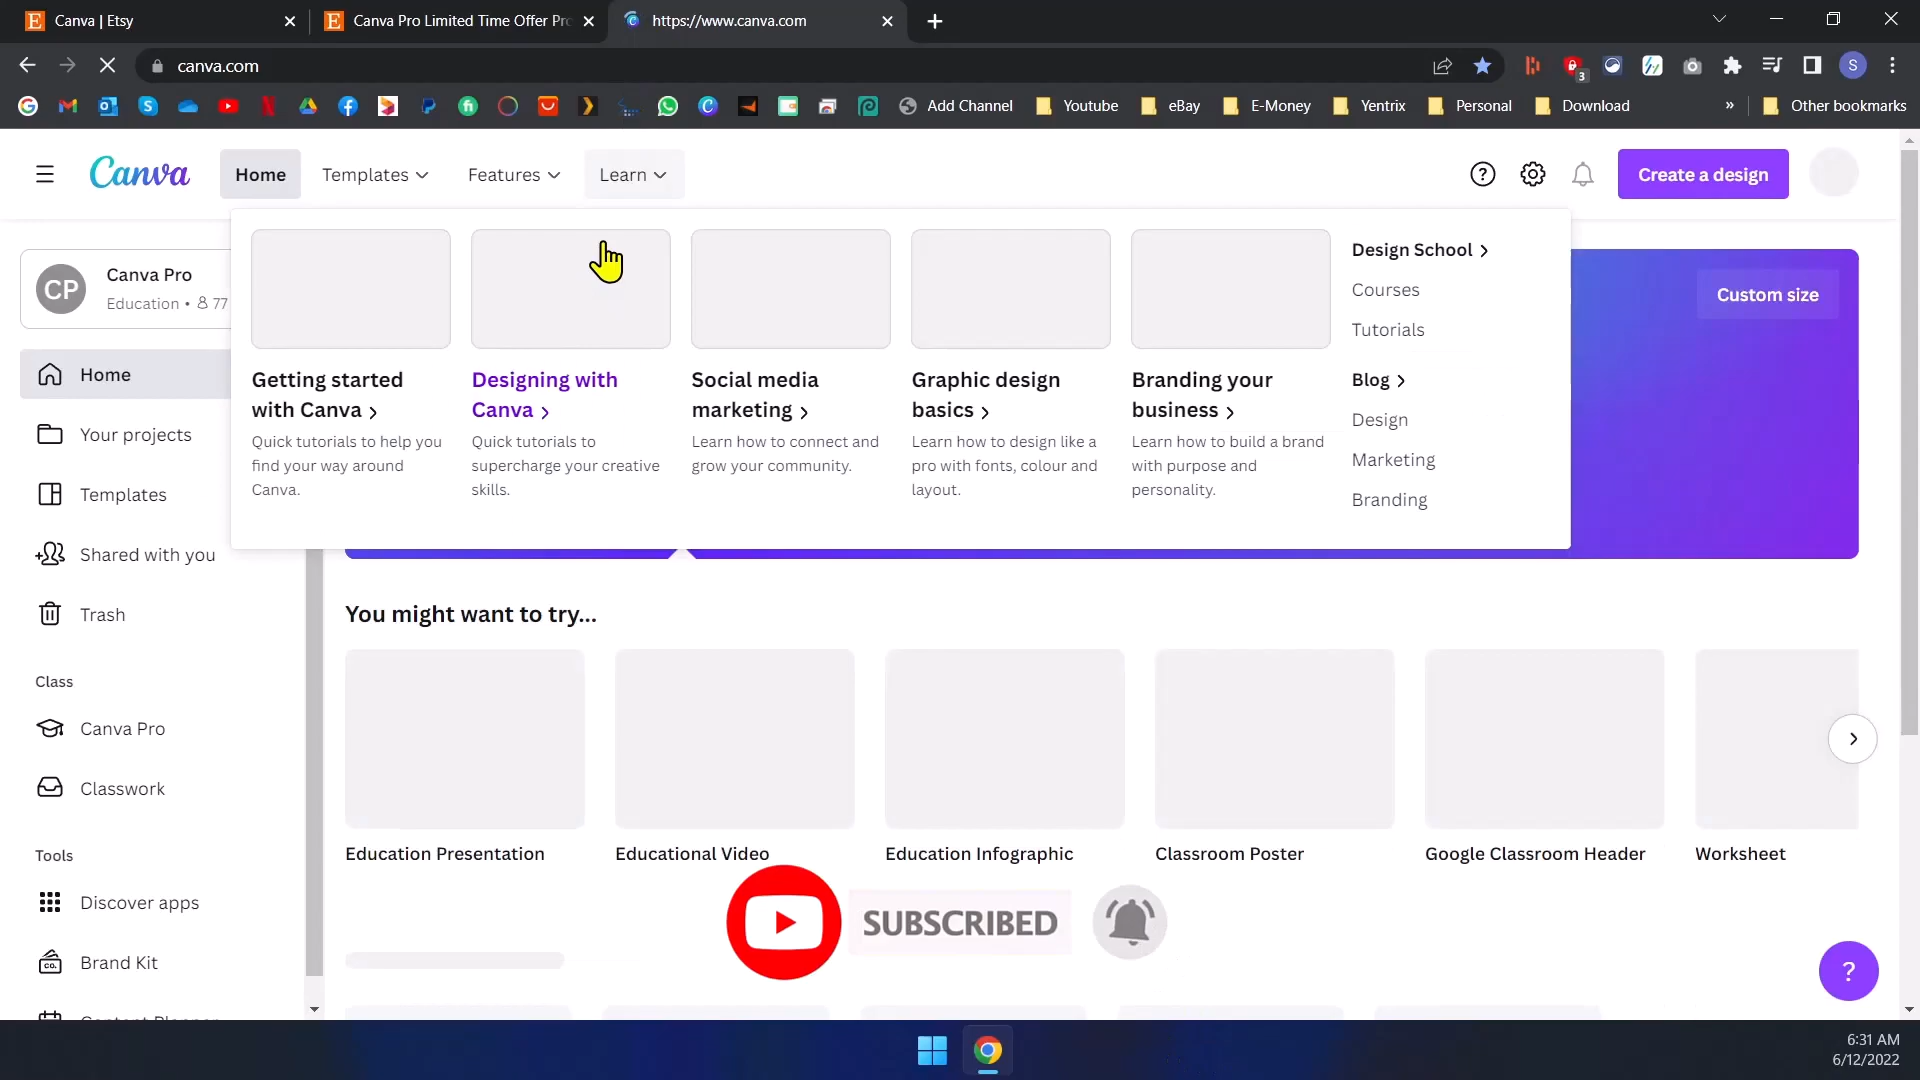 Canva | Etsy
Canva Pro Limited Time Offer Pr
https://www.canva.com
canva.com
3
S
Add Channel
Youtube
eBay
E-Money
Yentrix
Personal
Download
»
Other bookmarks
Canva
Home
Templates
Features
Learn
?
Create a design
CP
Canva Pro
Education • 77
Home
Your projects
Templates
Shared with you
Trash
Class
Canva Pro
Classwork
Tools
Discover apps
CO.
Brand Kit
Content Planner
Getting started
with Canva >
Quick tutorials to help you
find your way around
Canva.
Designing with
Canva >
Quick tutorials to
supercharge your creative
skills.
Social media
marketing >
Learn how to connect and
grow your community.
Graphic design
basics >
Learn how to design like a
pro with fonts, colour and
layout.
Branding your
business >
Learn how to build a brand
with purpose and
personality.
Design School >
Courses
Tutorials
Blog >
Design
Marketing
Branding
Custom size
You might want to try...
Education Presentation
Educational Video
Education Infographic
Classroom Poster
Google Classroom Header
Worksheet
SUBSCRIBED
?
6:31 AM
6/12/2022